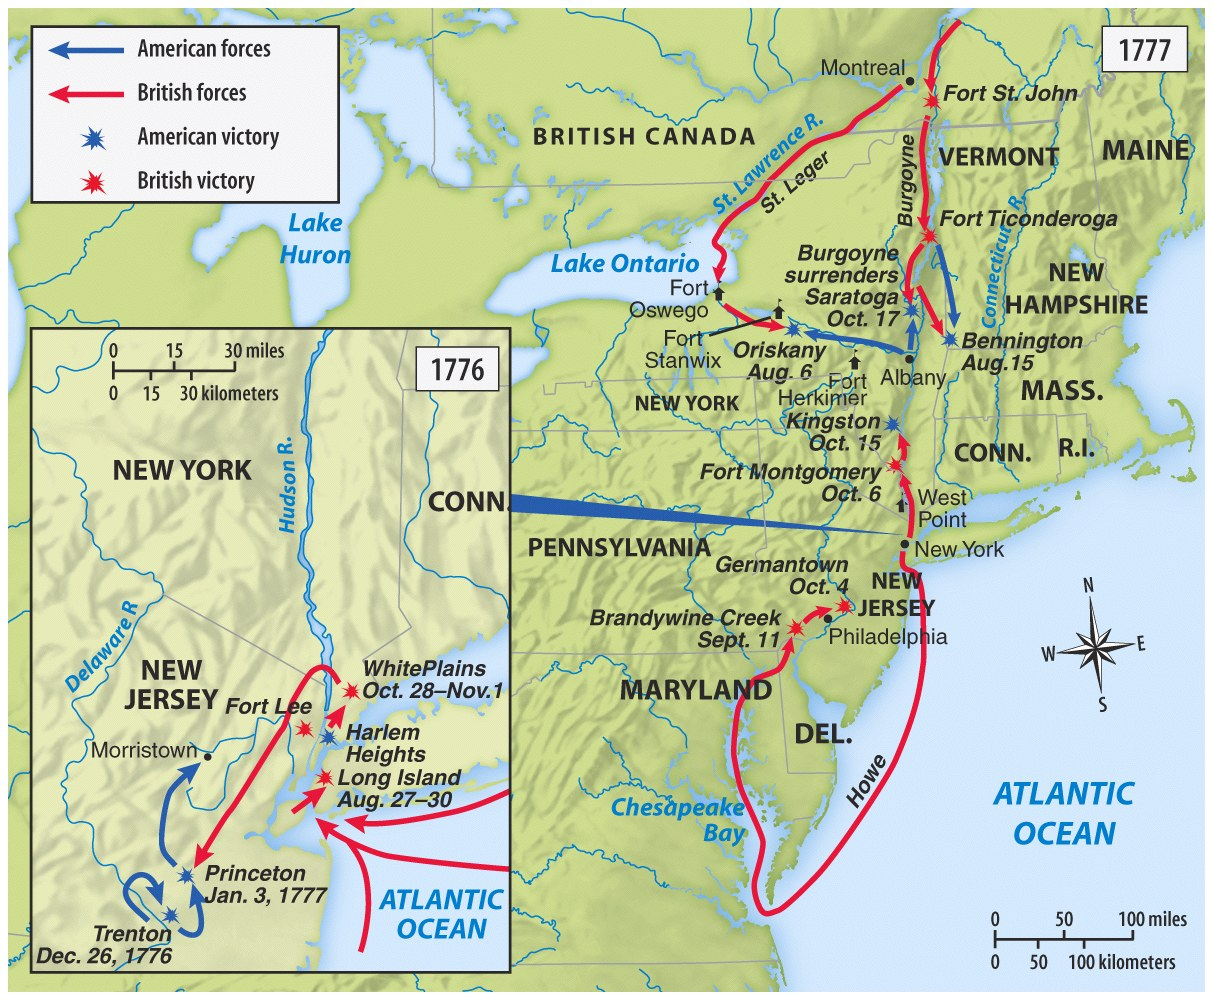 American forces
British forces
American victory
British victory
1777
Montreal
Fort St. John
BRITISH CANADA
St. Lawrence R.
St. Leger
Burgoyne
VERMONT
MAINE
Lake
Huron
Lake Ontario
Fort Ticonderoga
Connecticut R.
Burgoyne
surrenders
Saratoga
Oct. 17
NEW
HAMPSHIRE
Fort
Oswego
Fort
Stanwix
Oriskany
Aug. 6
Bennington
Aug.15
Fort
Herkimer
Albany
MASS.
NEW YORK
Kingston
Oct. 15
CONN.
R.I.
Fort Montgomery
Oct. 6
West
Point
New York
PENNSYLVANIA
Germantown
Oct. 4
NEW
JERSEY
Brandywine Creek
Sept. 11
Philadelphia
MARYLAND
DEL.
Howe
Chesapeake
Bay
ATLANTIC
OCEAN
N
W
E
S
0 50 100 miles
0 50 100 kilometers
0 15 30 miles
0 15 30 kilometers
1776
NEW YORK
Hudson R.
CONN.
Delaware R
NEW
JERSEY
WhitePlains
Oct. 28–Nov.1
Fort Lee
Morristown
Harlem
Heights
Long Island
Aug. 27–30
Princeton
Jan. 3, 1777
Trenton
Dec. 26, 1776
ATLANTIC
OCEAN